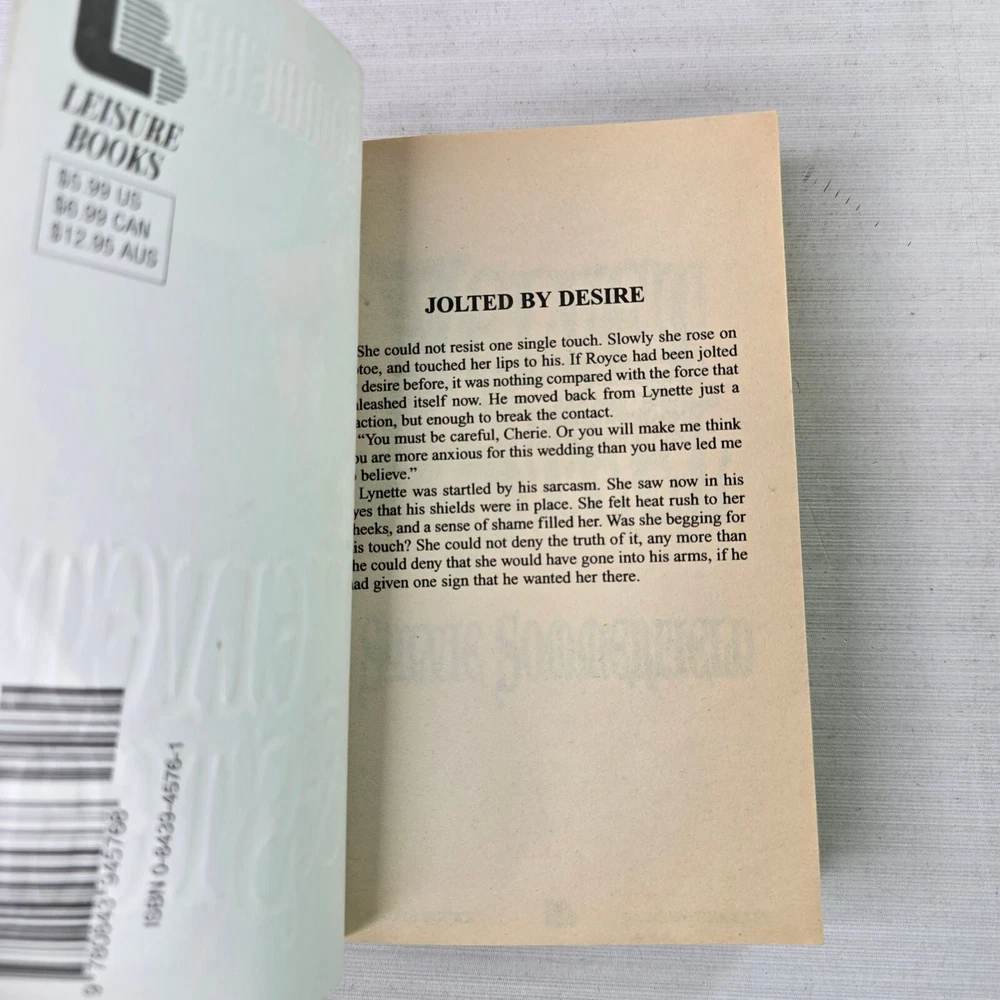 LEISURE
BOOKS
$5.99 US
$6.99 CAN
$12.95 AUS
ISBN 0-8439-4576-1
9 780843 945768
JOLTED BY DESIRE
She could not resist one single touch. Slowly she rose on
toe, and touched her lips to his. If Royce had been jolted
desire before, it was nothing compared with the force that
leashed itself now. He moved back from Lynette just a
action, but enough to break the contact.
“You must be careful, Cherie. Or you will make me think
ou are more anxious for this wedding than you have led me
believe.”
Lynette was startled by his sarcasm. She saw now in his
yes that his shields were in place. She felt heat rush to her
heeks, and a sense of shame filled her. Was she begging for
is touch? She could not deny the truth of it, any more than
he could deny that she would have gone into his arms, if he
ad given one sign that he wanted her there.